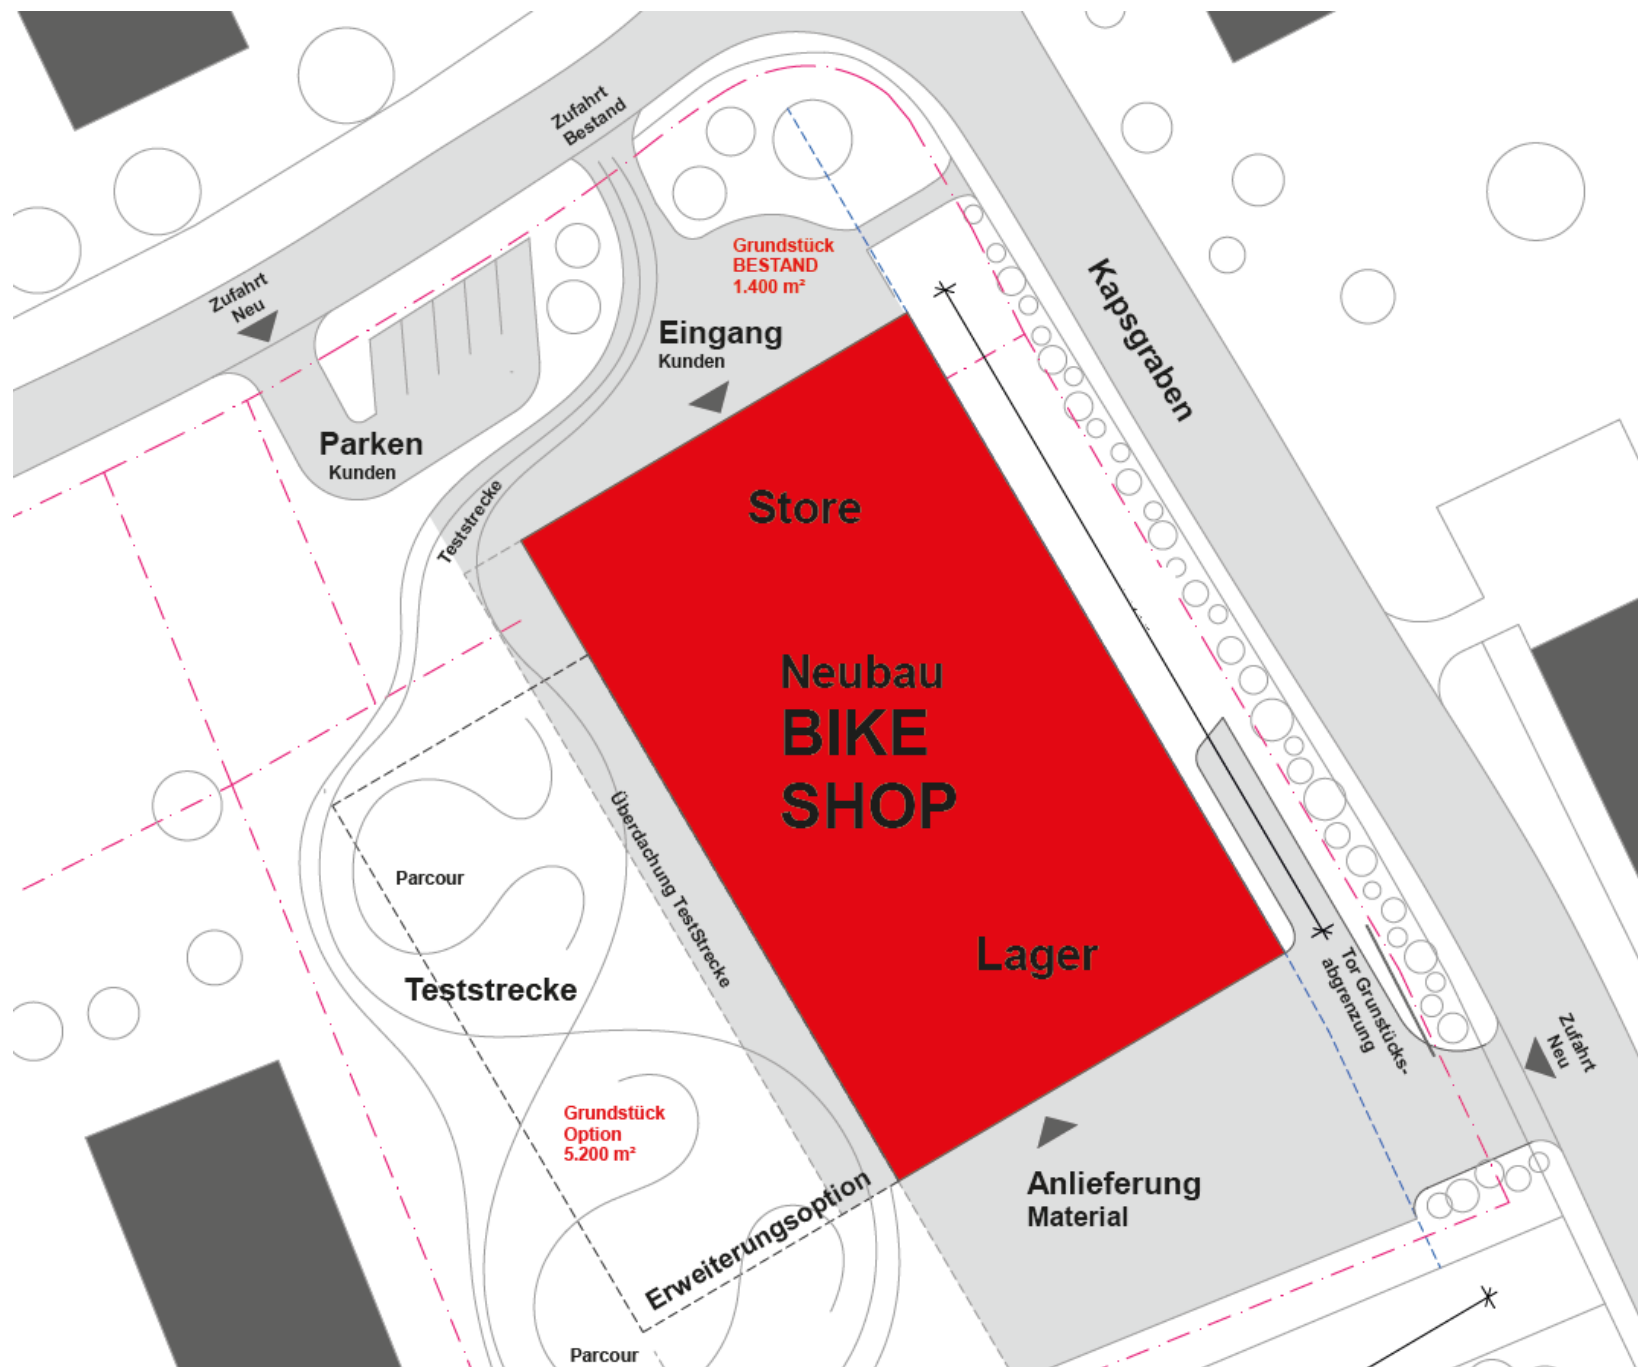 Zufahrt
Bestand
Grundstück
BESTAND
1.400 m²
Zufahrt
Neu
Eingang
Kunden
Kapsgraben
Parken
Kunden
Teststrecke
Store
Neubau
BIKE
SHOP
Überdachung TestStrecke
Parcour
Lager
Teststrecke
Tor Grunstücks-
abgrenzung
Zufahrt
Neu
Grundstück
Option
5.200 m²
Anlieferung
Material
Erweiterungsoption
Parcour